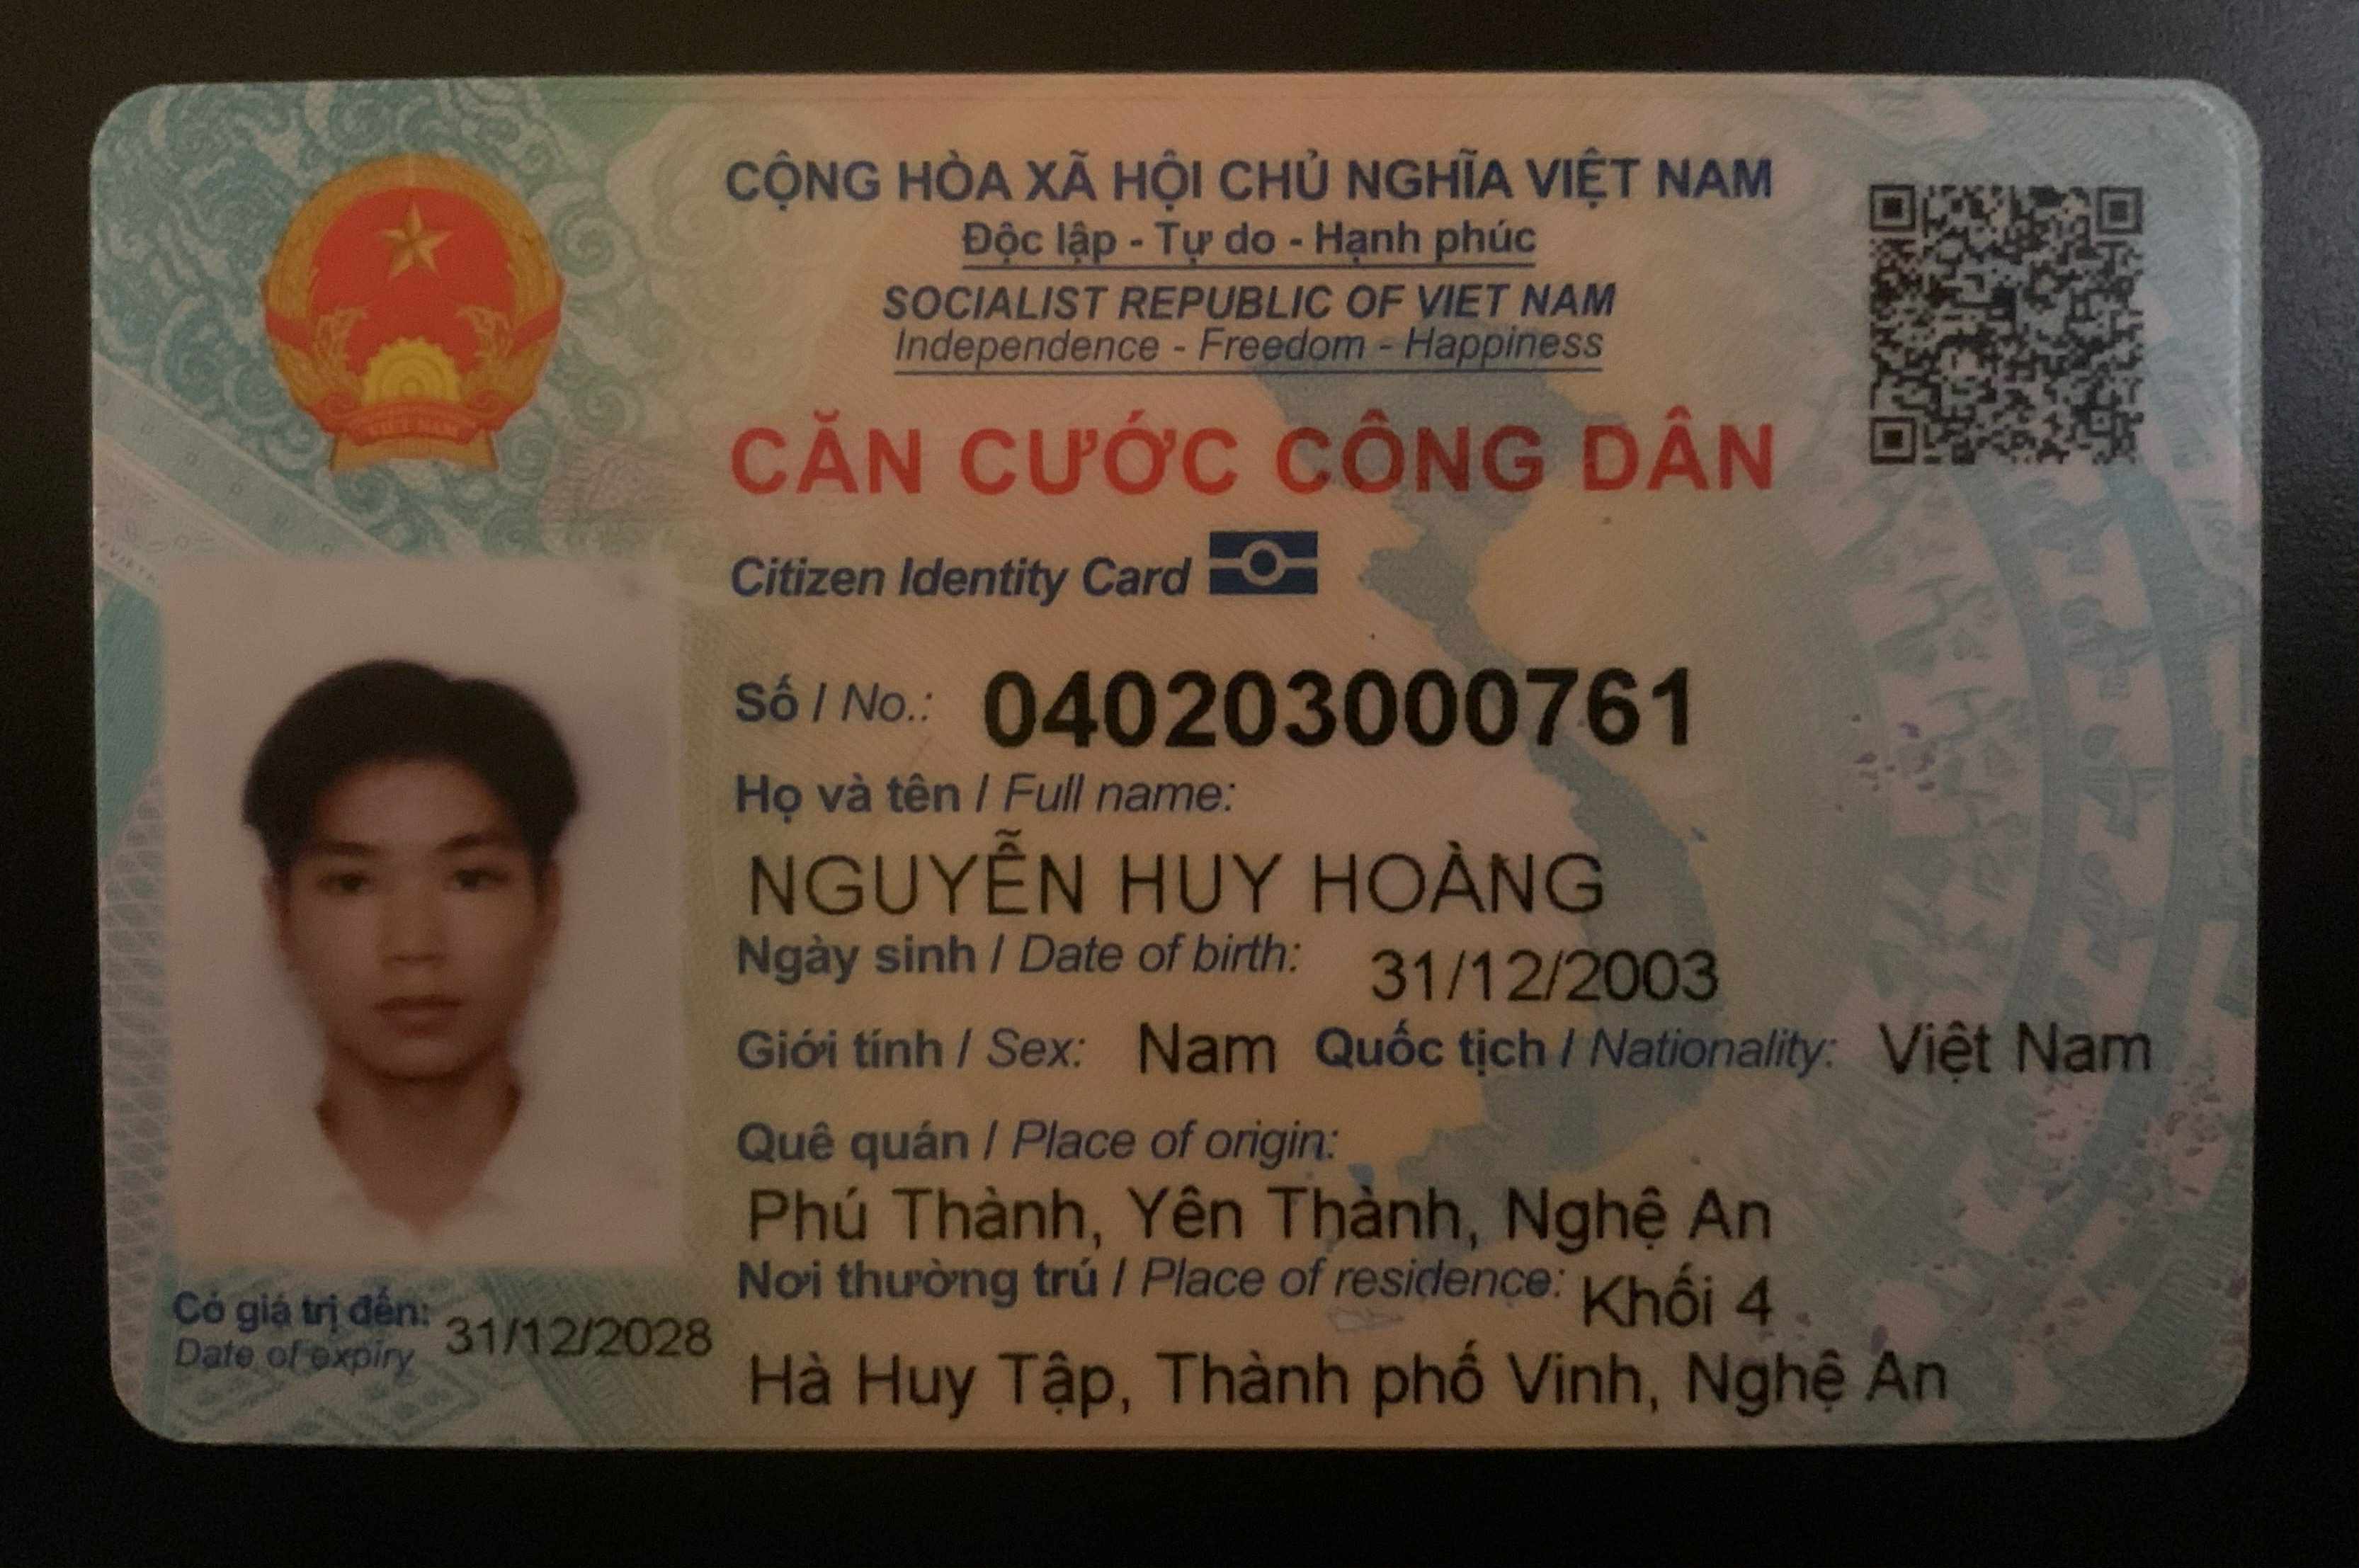 CỘNG HÒA XÃ HỘI CHỦ NGHĨA VIỆT NAM
Độc lập - Tự do - Hạnh phúc
SOCIALIST REPUBLIC OF VIET NAM
Independence - Freedom - Happiness
CĂN CƯỚC CÔNG DÂN
Citizen Identity Card
VIỆT NAM
Số / No.: 040203000761
Họ và tên / Full name:
NGUYỄN HUY HOÀNG
Ngày sinh / Date of birth: 31/12/2003
Giới tính / Sex: Nam Quốc tịch / Nationality: Việt Nam
Quê quán / Place of origin:
Phú Thành, Yên Thành, Nghệ An
Nơi thường trú / Place of residence: Khối 4
Hà Huy Tập, Thành phố Vinh, Nghệ An
Có giá trị đến: 31/12/2028
Date of expiry